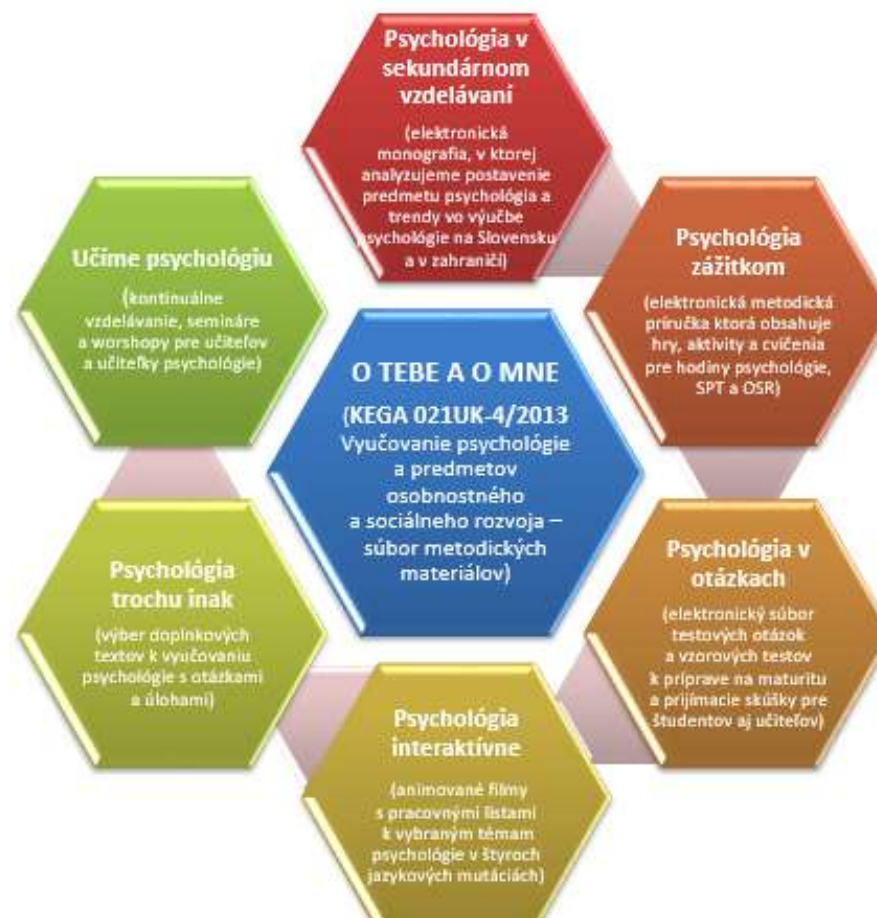 Psychológia v
sekundárnom
vzdelávaní
(elektronická
monografia, v ktorej
analyzujeme postavenie
predmetu psychológia a
trendy vo výučbe
psychológie na Slovensku
a v zahraničí)
Psychológia
zážitkom
(elektronická metodická
príručka ktorá obsahuje
hry, aktivity a cvičenia
pre hodiny psychológie,
SPT a OSR)
Psychológia v
otázkach
(elektronický súbor
testových otázok
a vzorových testov
k príprave na maturitu
a prijímacie skúšky pre
študentov aj učiteľov)
Psychológia
interaktívne
(animované filmy
s pracovnými listami
k vybraným témam
psychológie v štyroch
jazykových mutáciách)
Psychológia
trochu inak
(výber doplnkových
textov k vyučovaniu
psychológie s otázkami
a úlohami)
Učíme psychológiu
(kontinuálne
vzdelávanie, semináre
a worshopy pre učiteľov
a učiteľky psychológie)
O TEBE A O MNE
(KEGA 021UK-4/2013
Vyučovanie psychológie
a predmetov
osobnostného
a sociálneho rozvoja –
súbor metodických
materiálov)